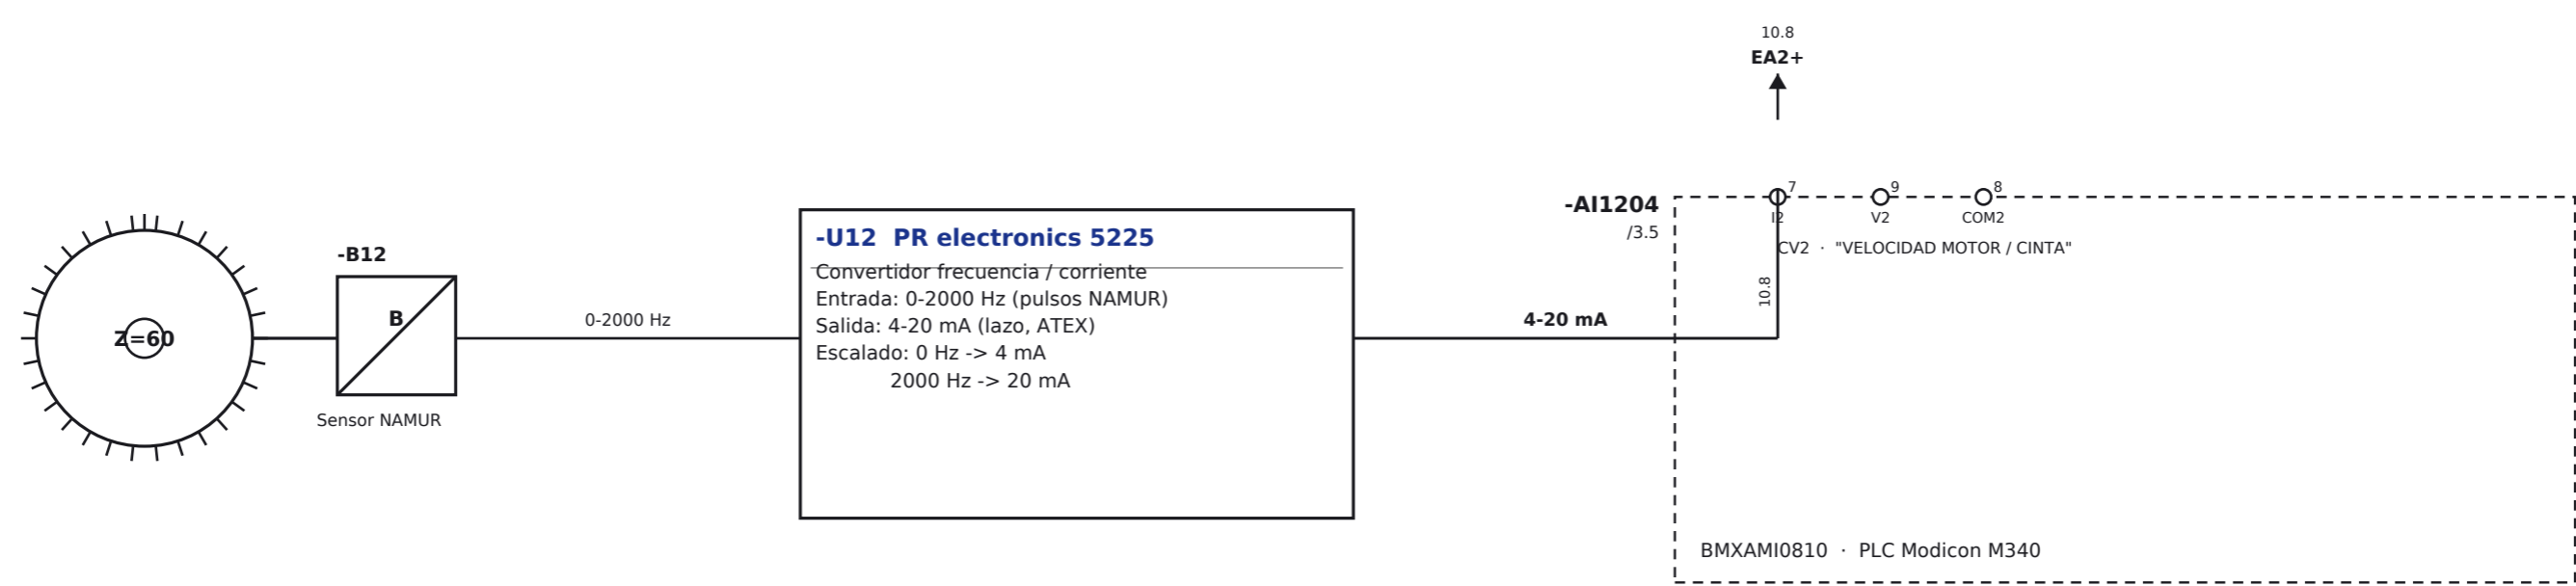 10.8
EA2+
-AI1204
/3.5
7
9
8
I2
V2
COM2
CV2 · "VELOCIDAD MOTOR / CINTA"
10.8
-U12 PR electronics 5225
Convertidor frecuencia / corriente
Entrada: 0-2000 Hz (pulsos NAMUR)
Salida: 4-20 mA (lazo, ATEX)
Escalado: 0 Hz -> 4 mA
2000 Hz -> 20 mA
-B12
B
Z=60
0-2000 Hz
4-20 mA
Sensor NAMUR
BMXAMI0810 · PLC Modicon M340